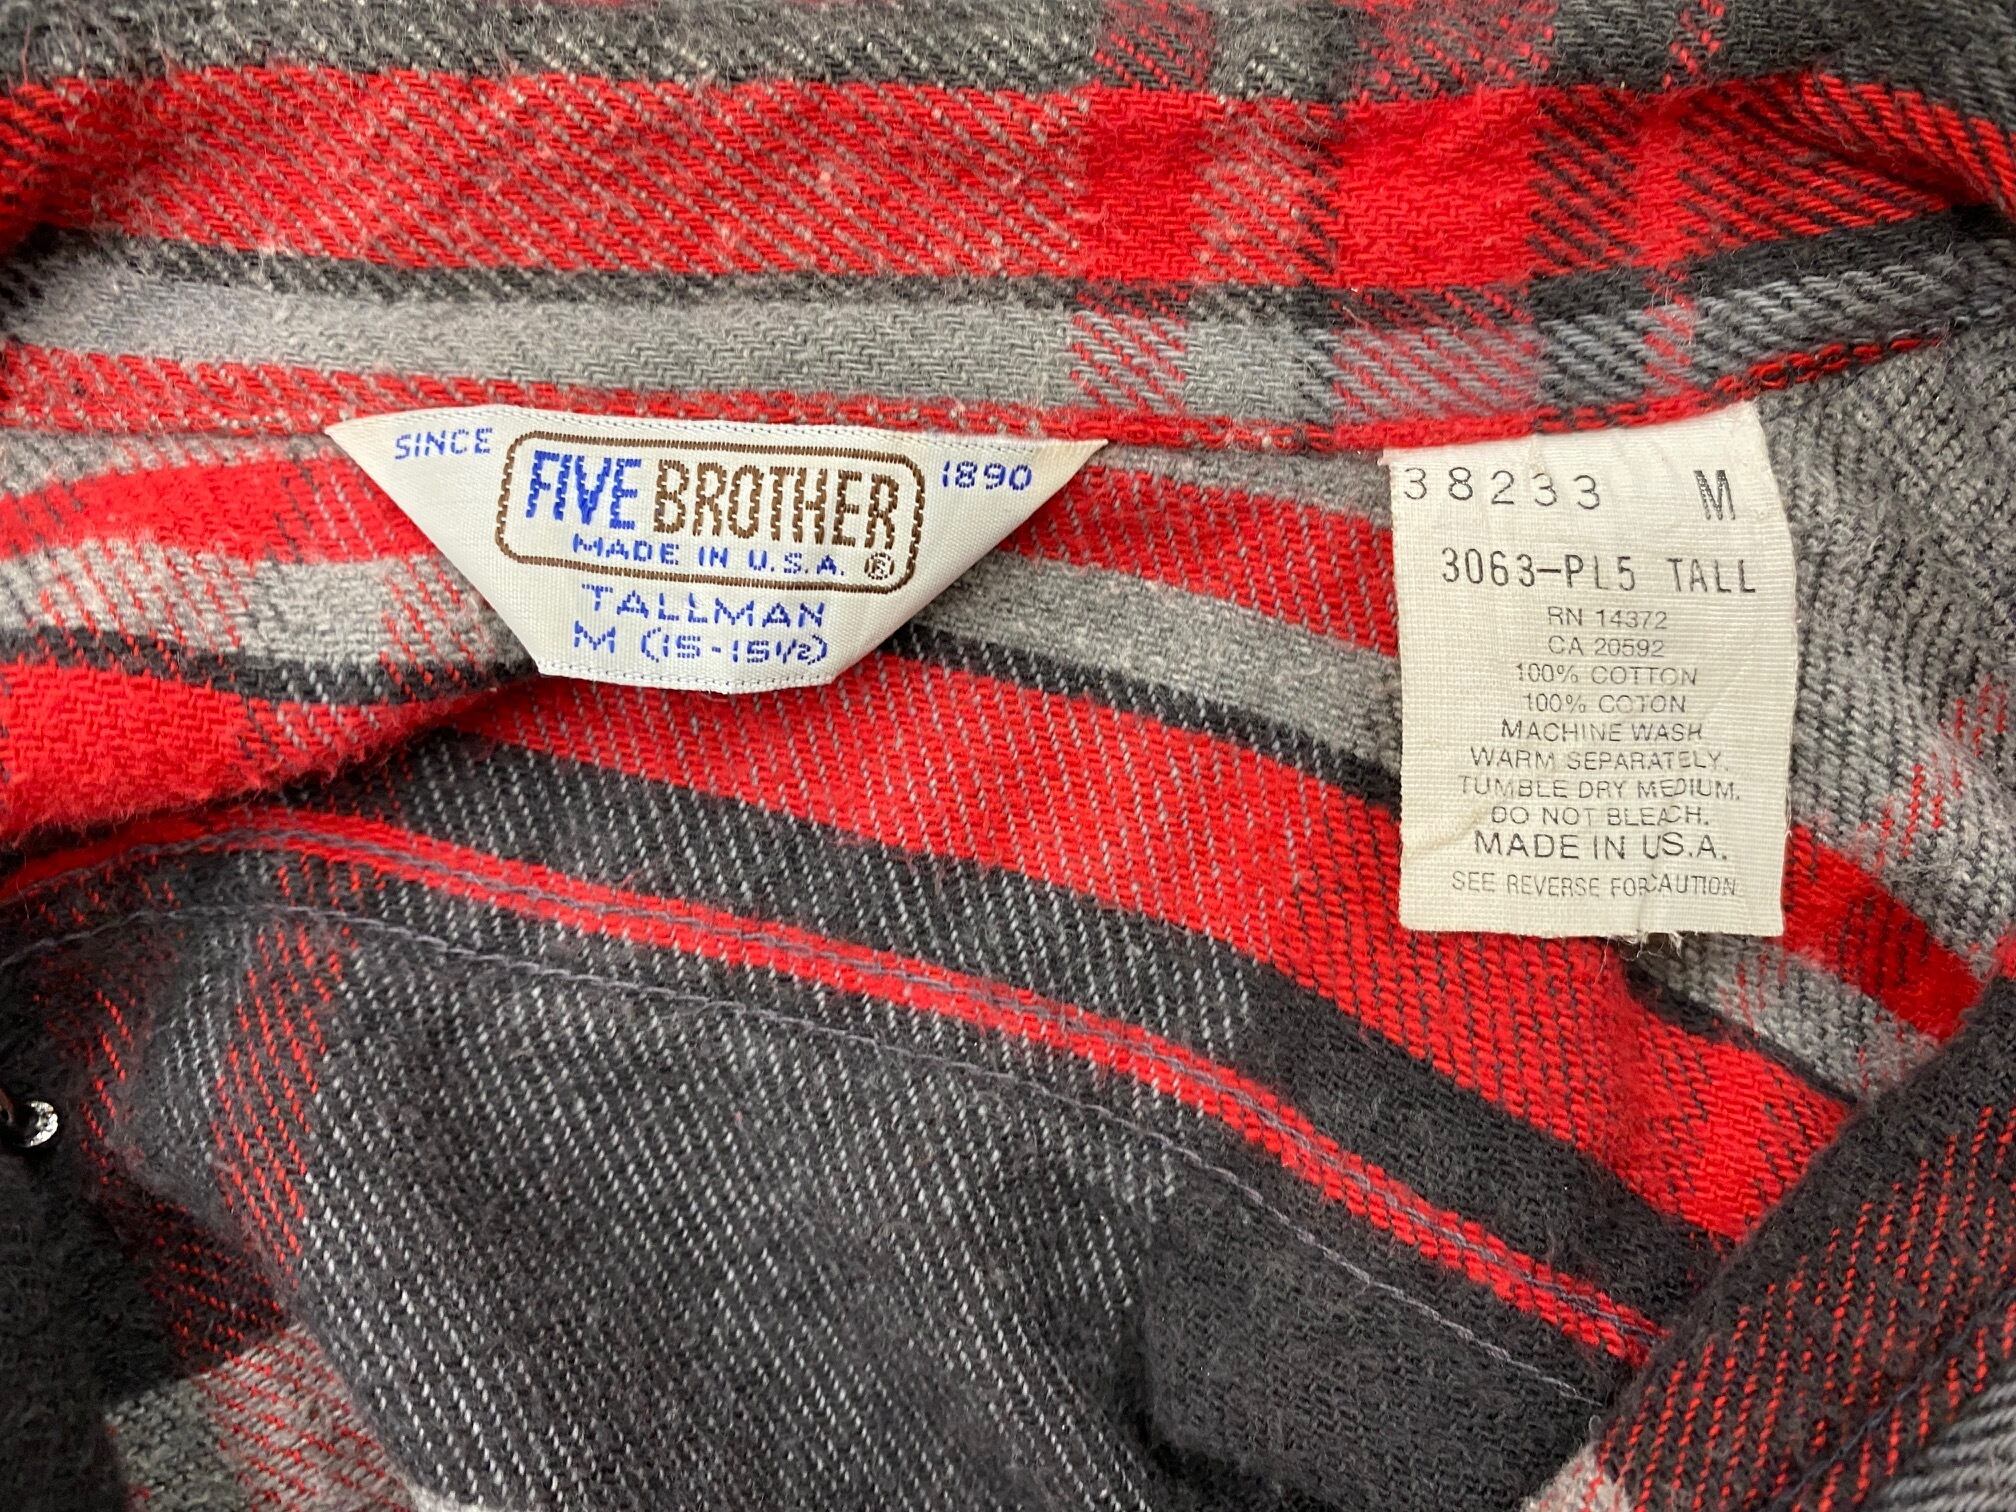 SINCE 1890
FIVE BROTHER
MADE IN U.S.A. ®
TALLMAN
M (15-15½)
38233 M
3063-PL5 TALL
RN 14372
CA 20592
100% COTTON
100% COTON
MACHINE WASH
WARM SEPARATELY.
TUMBLE DRY MEDIUM.
DO NOT BLEACH.
MADE IN U.S.A.
SEE REVERSE FOR CAUTION